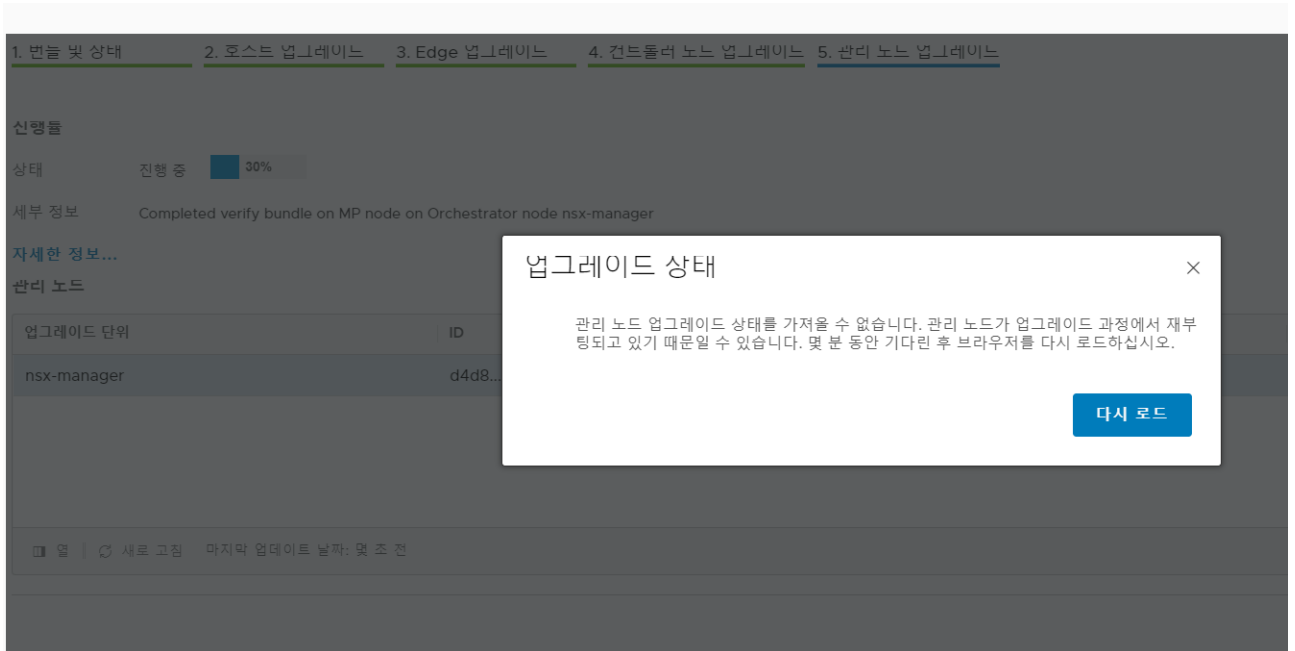 1. 번들 및 상태 2. 호스트 업그레이드 3. Edge 업그레이드 4. 컨트롤러 노드 업그레이드 5. 관리 노드 업그레이드
진행률
상태 진행 중 30%
세부 정보 Completed verify bundle on MP node on Orchestrator node nsx-manager
자세한 정보...
관리 노드
업그레이드 단위 ID
nsx-manager d4d8...
업그레이드 상태
관리 노드 업그레이드 상태를 가져올 수 없습니다. 관리 노드가 업그레이드 과정에서 재부
팅되고 있기 때문일 수 있습니다. 몇 분 동안 기다린 후 브라우저를 다시 로드하십시오.
다시 로드
열 새로 고침 마지막 업데이트 날짜: 몇 초 전